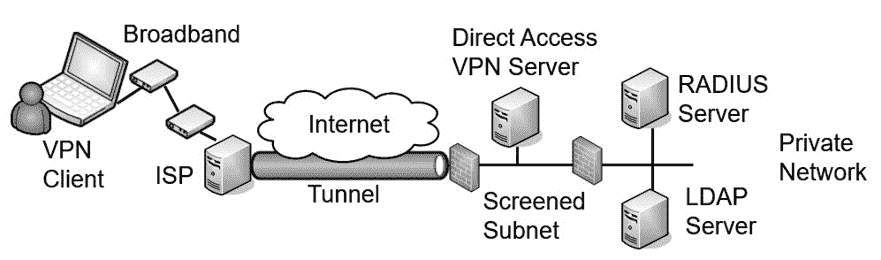 Broadband
VPN
Client
ISP
Internet
Tunnel
Direct Access
VPN Server
Screened
Subnet
RADIUS
Server
LDAP
Server
Private
Network